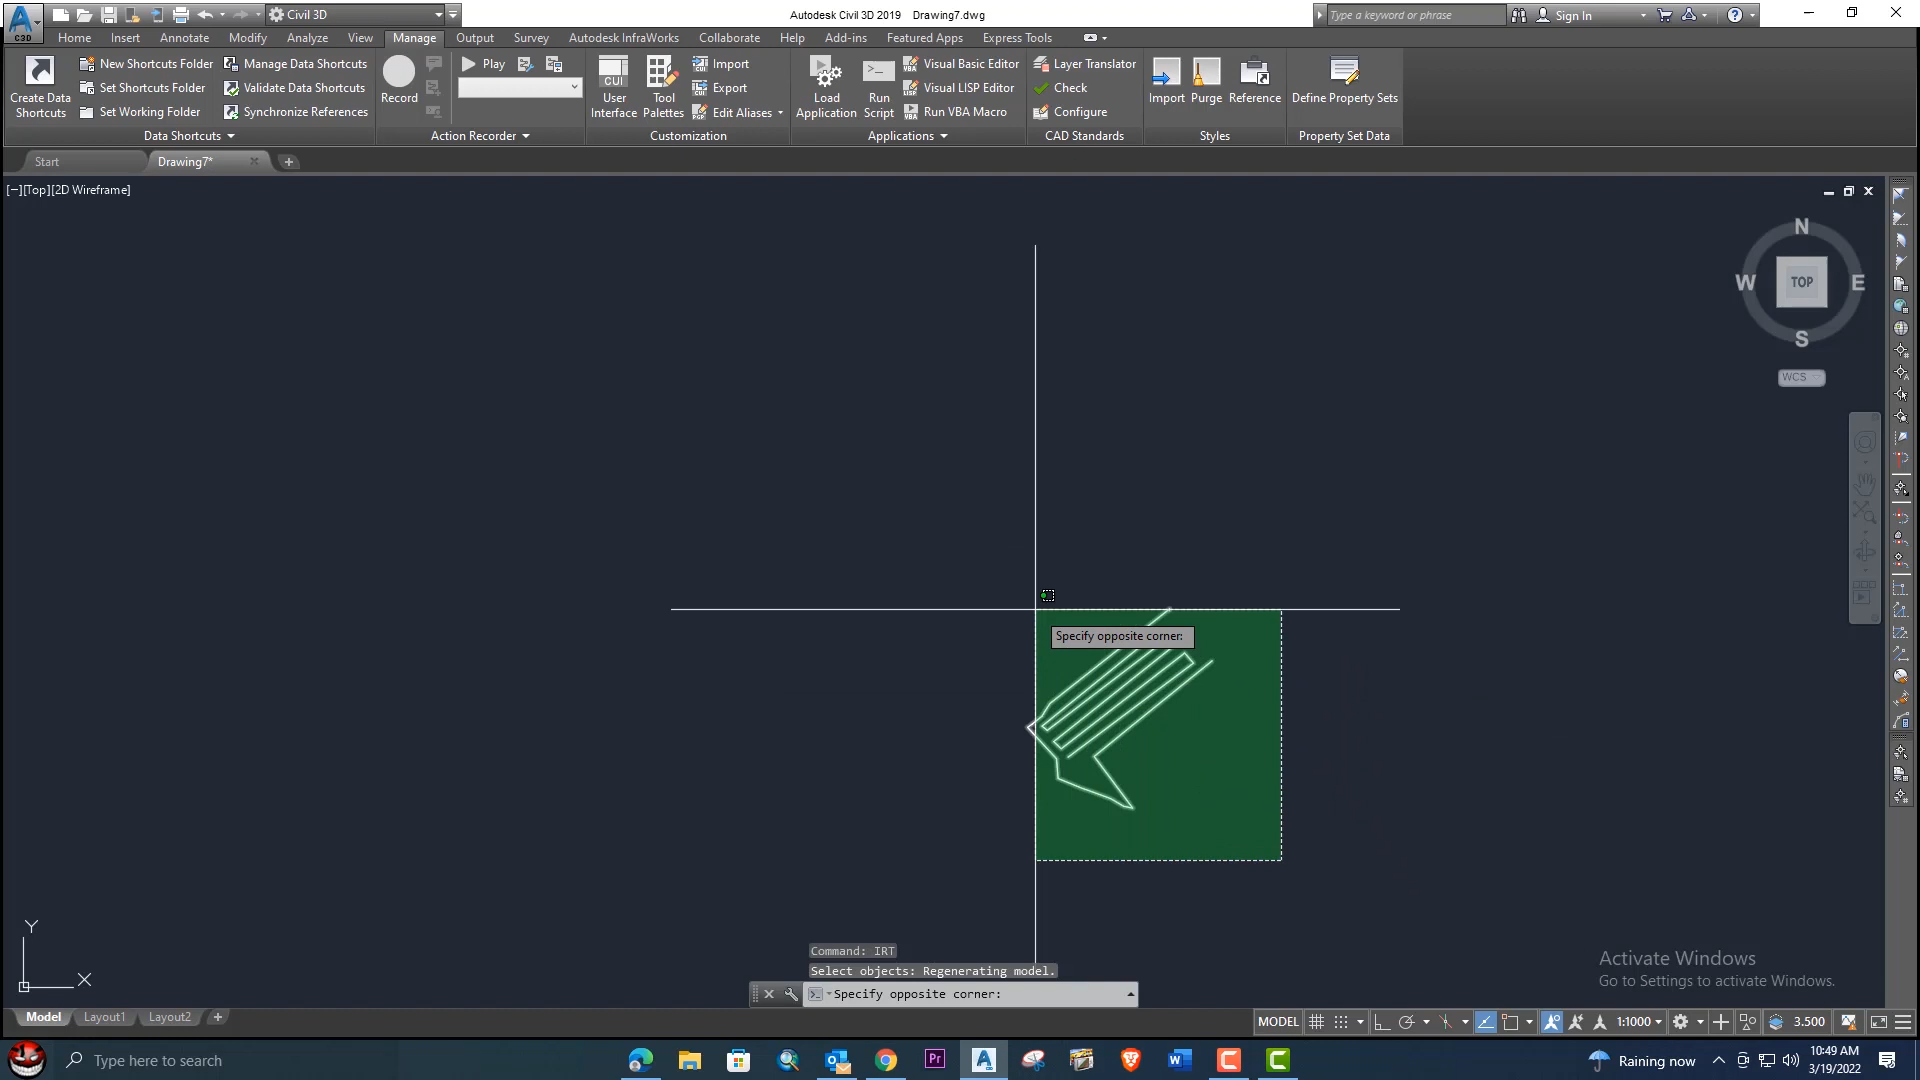 C3D
Civil 3D
Autodesk Civil 3D 2019 Drawing7.dwg
Type a keyword or phrase
Sign In
Home Insert Annotate Modify Analyze View Manage Output Survey Autodesk InfraWorks Collaborate Help Add-ins Featured Apps Express Tools
Create Data Shortcuts
New Shortcuts Folder
Set Shortcuts Folder
Set Working Folder
Manage Data Shortcuts
Validate Data Shortcuts
Synchronize References
Data Shortcuts
Record
Play
Action Recorder
CUI
User Interface
Tool Palettes
Import
Export
Edit Aliases
Customization
Load Application
Run Script
Visual Basic Editor
Visual LISP Editor
Run VBA Macro
Applications
Layer Translator
Check
Configure
CAD Standards
Import
Purge
Reference
Styles
Define Property Sets
Property Set Data
Start
Drawing7*
[−][Top][2D Wireframe]
N
W
TOP
E
S
WCS
Specify opposite corner:
Y
X
Command: IRT
Select objects: Regenerating model.
Specify opposite corner:
Activate Windows
Go to Settings to activate Windows.
Model
Layout1
Layout2
MODEL
1:1000
3.500
Type here to search
Pr
Raining now
10:49 AM
3/19/2022